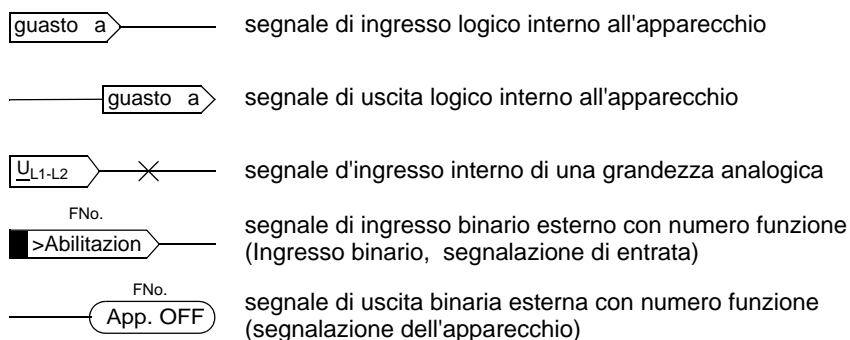 guasto a segnale di ingresso logico interno all'apparecchio
guasto a segnale di uscita logico interno all'apparecchio
UL1-L2 segnale d'ingresso interno di una grandezza analogica
FNo.
>Abilitazion segnale di ingresso binario esterno con numero funzione
(Ingresso binario, segnalazione di entrata)
FNo.
App. OFF segnale di uscita binaria esterna con numero funzione
(segnalazione dell'apparecchio)